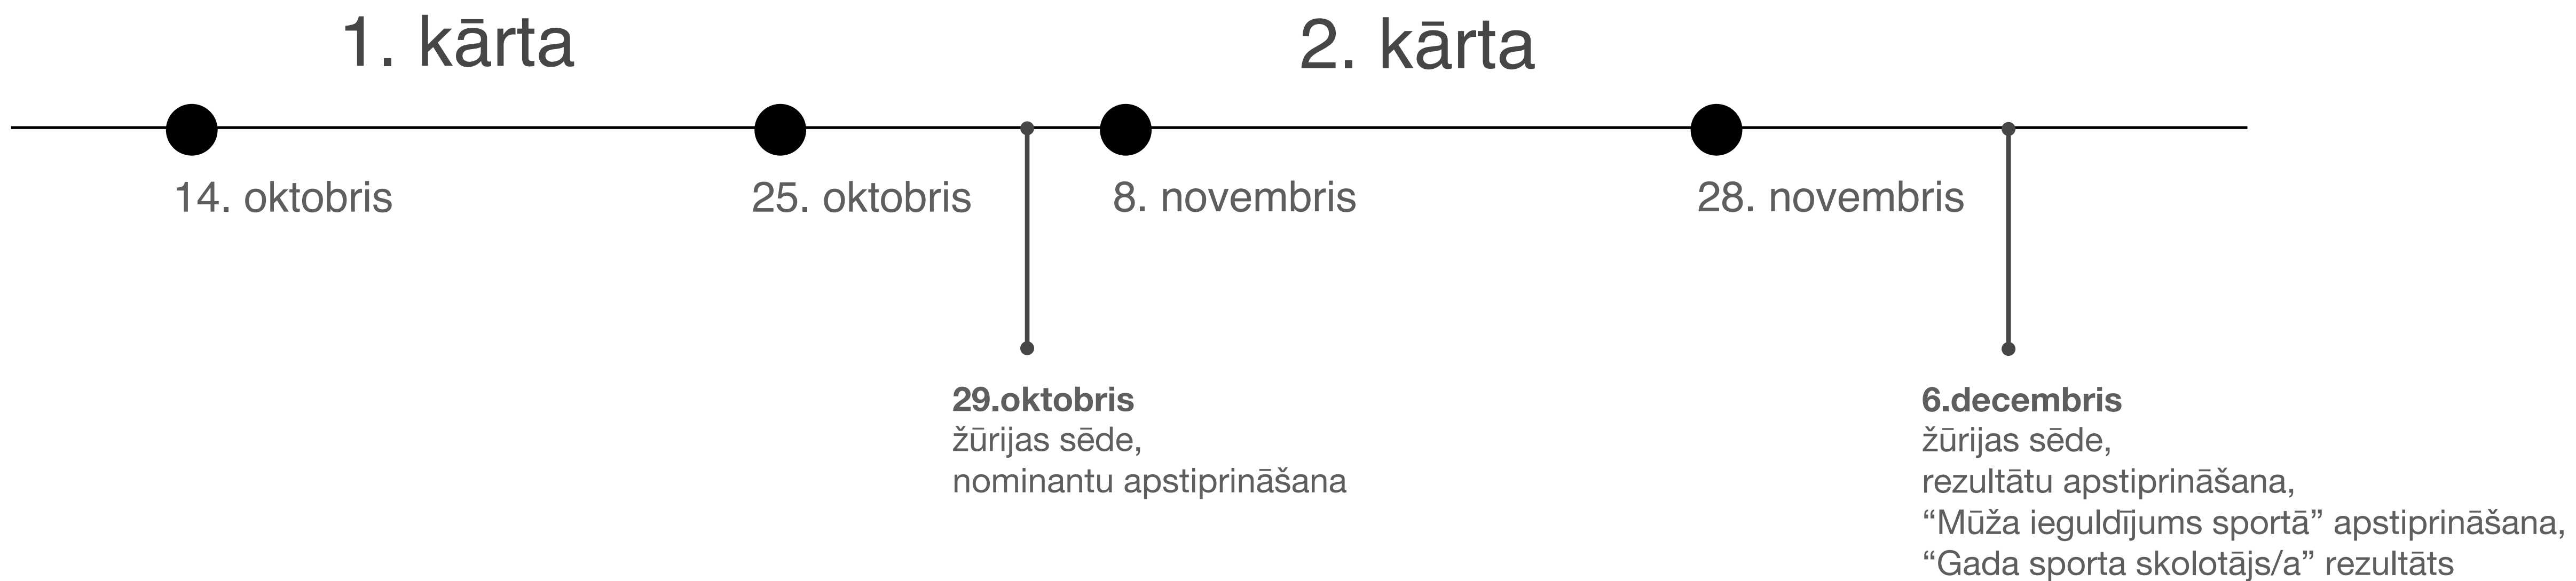 1. kārta
2. kārta
14. oktobris
25. oktobris
8. novembris
28. novembris
29.oktobris
žūrijas sēde,
nominantu apstiprināšana
6.decembris
žūrijas sēde,
rezultātu apstiprināšana,
“Mūža ieguldījums sportā” apstiprināšana,
“Gada sporta skolotājs/a” rezultāts